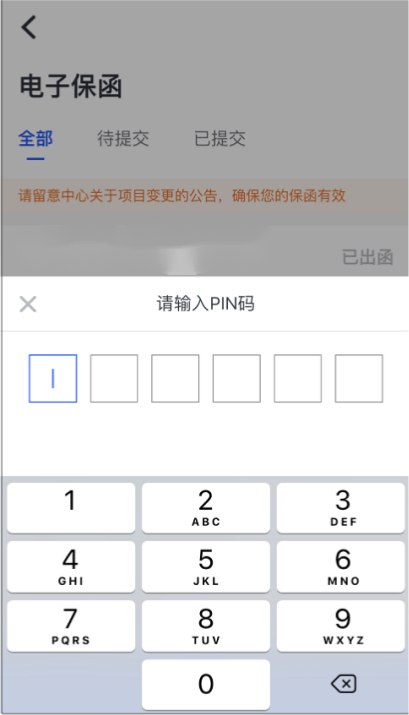 电子保函
全部 待提交 已提交
请留意中心关于项目变更的公告，确保您的保函有效
已出函
请输入PIN码
1 2 3
ABC DEF
4 5 6
GHI JKL MNO
7 8 9
PQRS TUV WXYZ
0